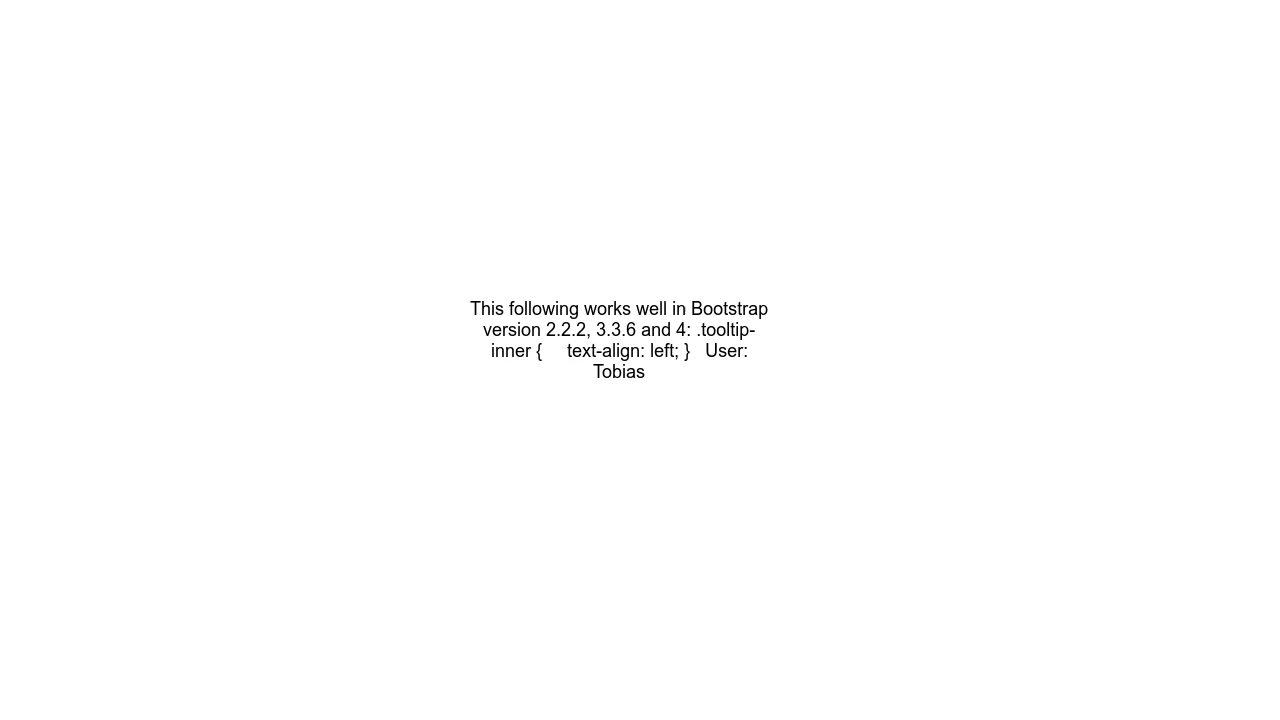 This following works well in Bootstrap
version 2.2.2, 3.3.6 and 4: .tooltip-
inner {     text-align: left; }   User:
Tobias